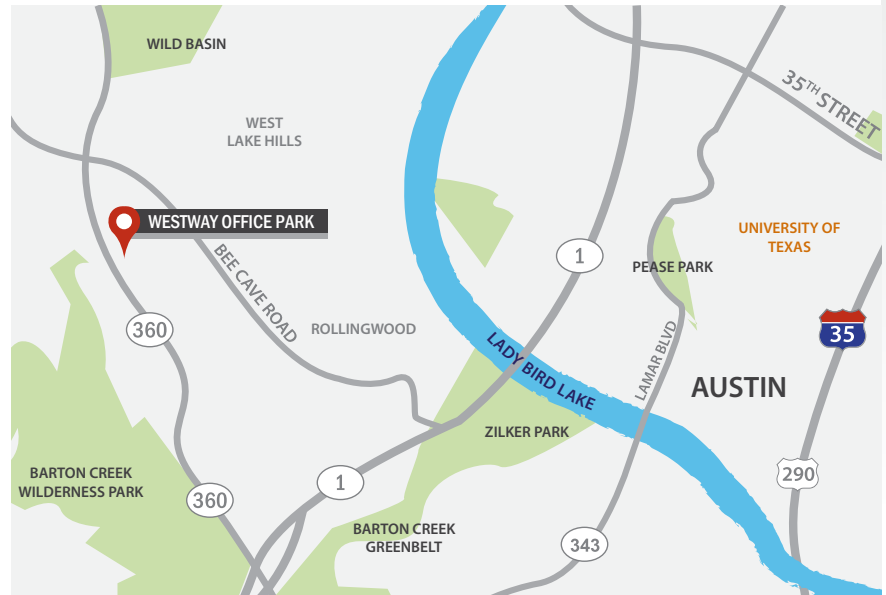 WILD BASIN
35TH STREET
WEST
LAKE HILLS
WESTWAY OFFICE PARK
UNIVERSITY OF
TEXAS
1
PEASE PARK
BEE CAVE ROAD
360
ROLLINGWOOD
35
LADY BIRD LAKE
LAMAR BLVD
AUSTIN
ZILKER PARK
BARTON CREEK
WILDERNESS PARK
1
290
360
BARTON CREEK
GREENBELT
343